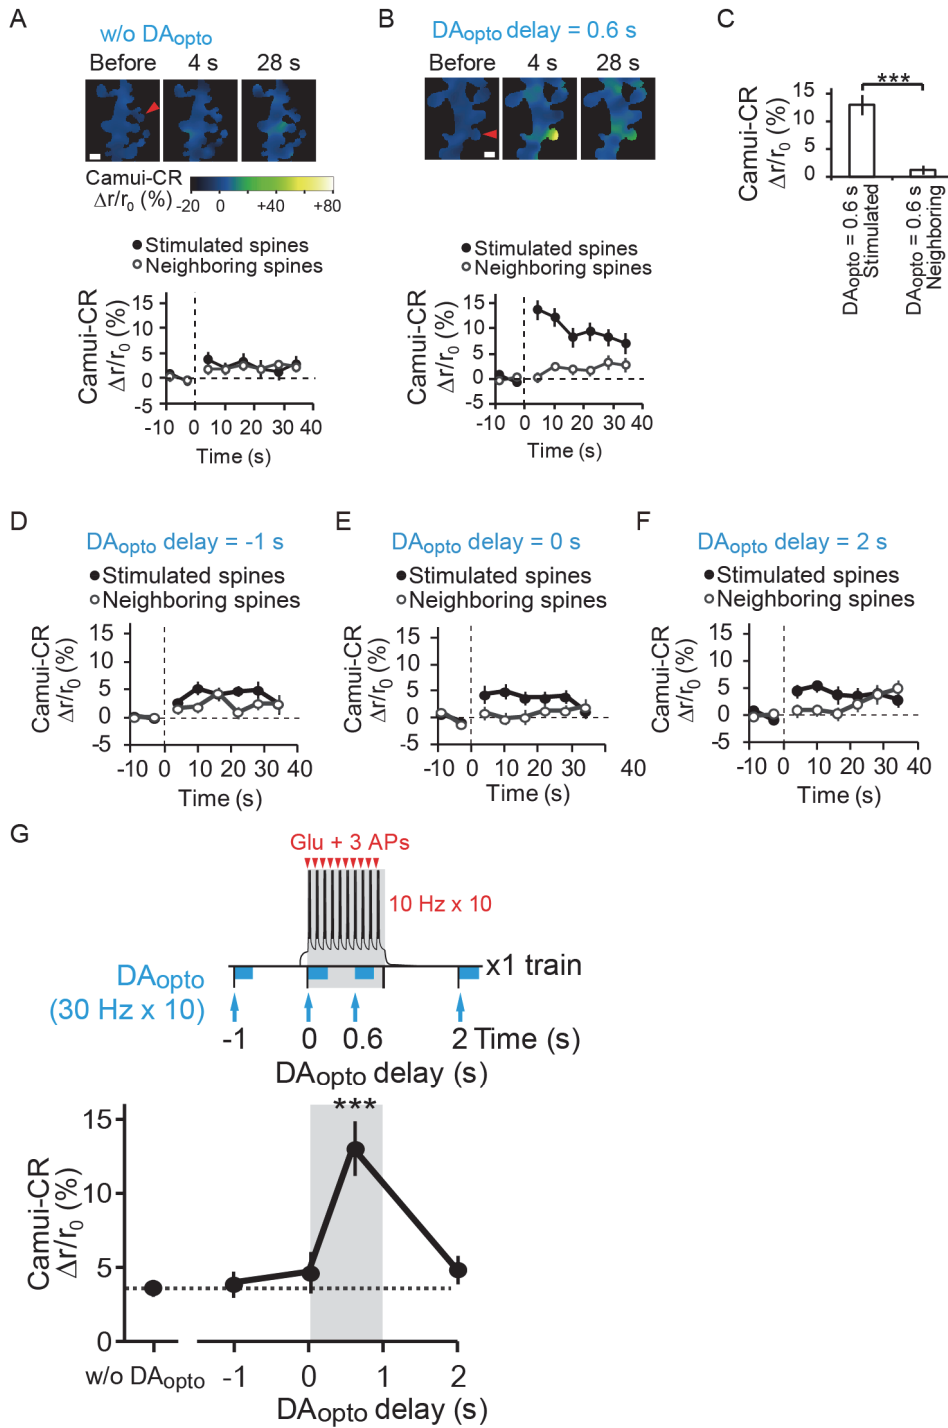 A
w/o DAopto
Before 4 s 28 s
Camui-CR
Δr/r0 (%)
-20 0 +40 +80
Stimulated spines
Neighboring spines
Camui-CR
Δr/r0 (%)
15
10
5
0
-5
-10 0 10 20 30 40
Time (s)
B
DAopto delay = 0.6 s
Before 4 s 28 s
Stimulated spines
Neighboring spines
Camui-CR
Δr/r0 (%)
15
10
5
0
-5
-10 0 10 20 30 40
Time (s)
C
***
Camui-CR
Δr/r0 (%)
15
10
5
0
DAopto = 0.6 s
Stimulated
DAopto = 0.6 s
Neighboring
D
DAopto delay = -1 s
Stimulated spines
Neighboring spines
Camui-CR
Δr/r0 (%)
15
10
5
0
-5
-10 0 10 20 30 40
Time (s)
E
DAopto delay = 0 s
Stimulated spines
Neighboring spines
Camui-CR
Δr/r0 (%)
15
10
5
0
-5
-10 0 10 20 30 40
Time (s)
F
DAopto delay = 2 s
Stimulated spines
Neighboring spines
Camui-CR
Δr/r0 (%)
15
10
5
0
-5
-10 0 10 20 30 40
Time (s)
G
Glu + 3 APs
10 Hz x 10
x1 train
DAopto
(30 Hz x 10)
-1 0 0.6 2 Time (s)
DAopto delay (s)
***
Camui-CR
Δr/r0 (%)
15
10
5
0
w/o DAopto -1 0 1 2
DAopto delay (s)